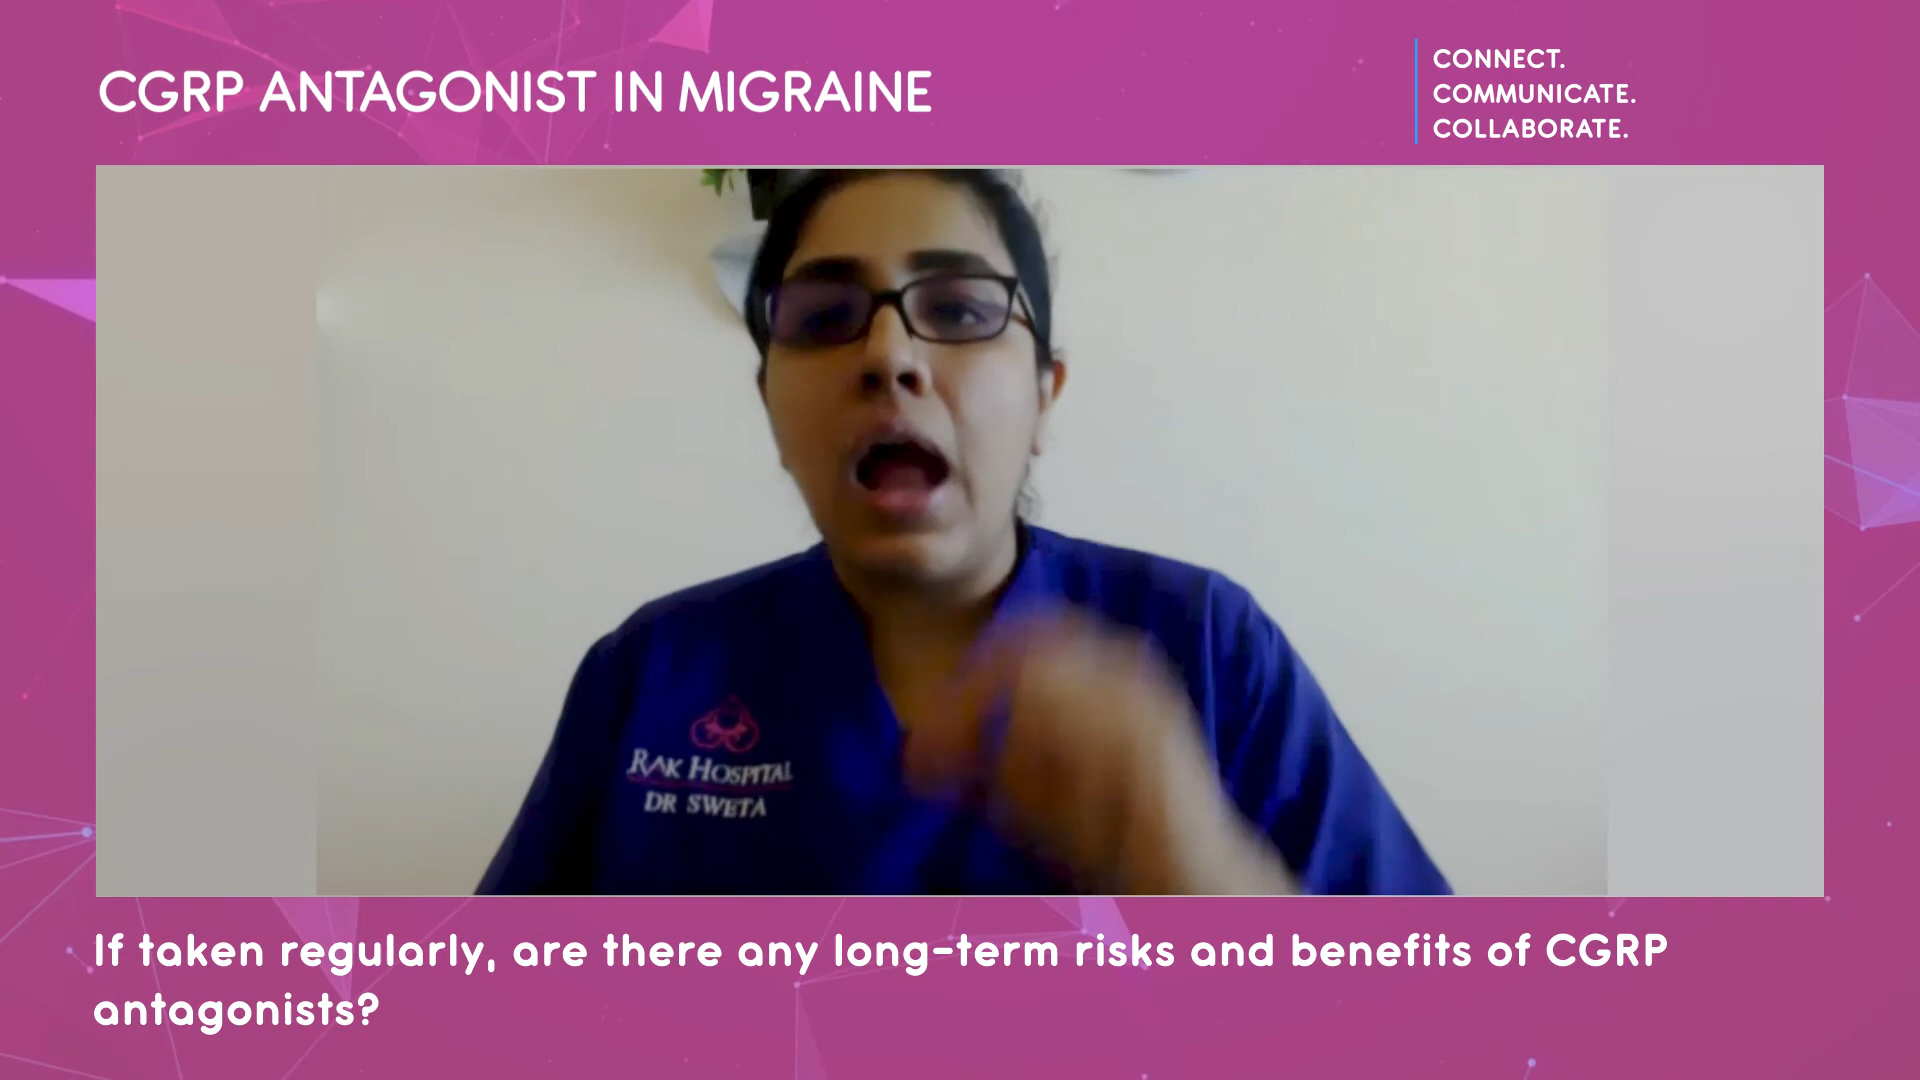 CGRP ANTAGONIST IN MIGRAINE
CONNECT.
COMMUNICATE.
COLLABORATE.
RAK HOSPITAL
DR SWETA
If taken regularly, are there any long-term risks and benefits of CGRP
antagonists?